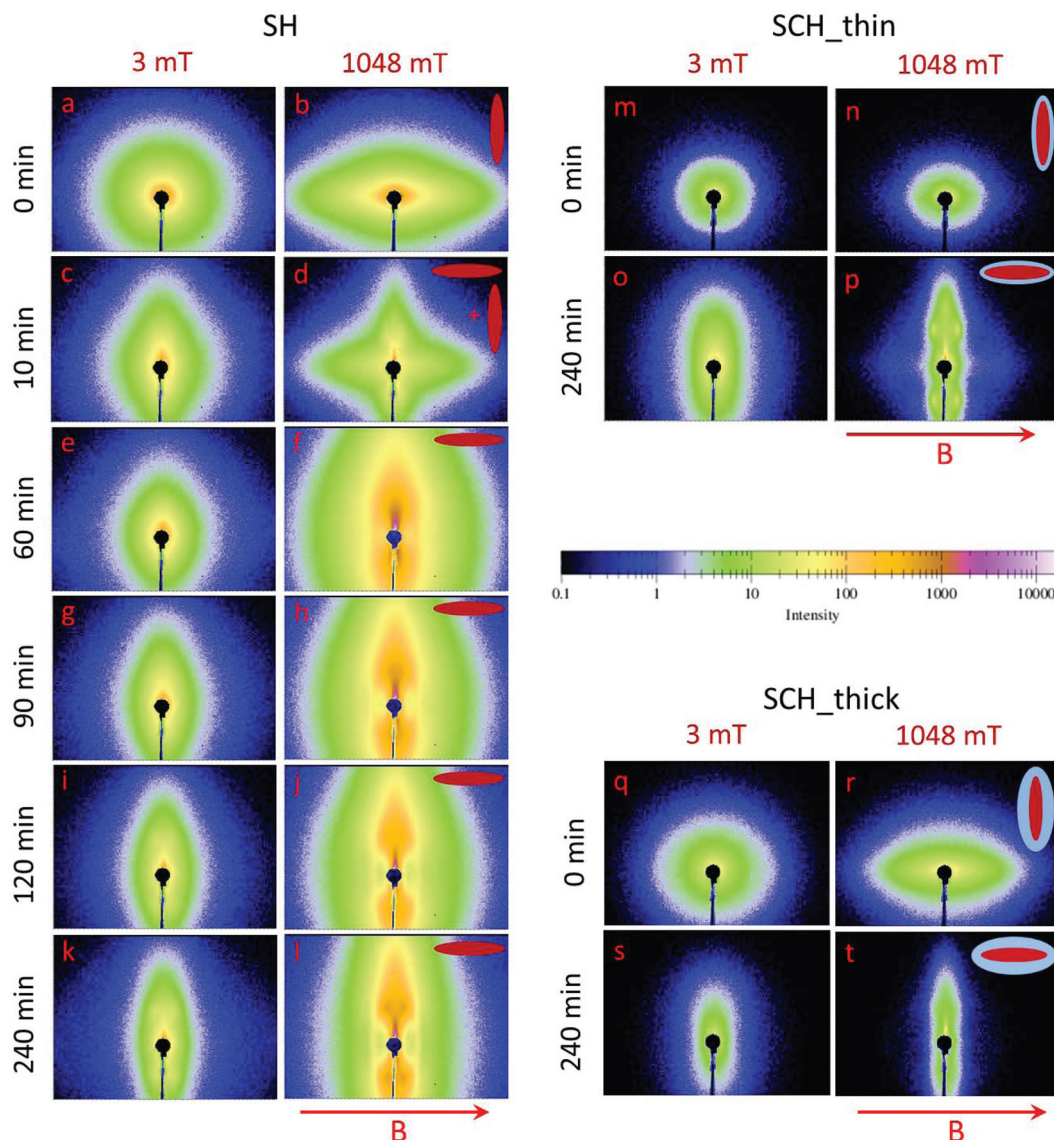 SH
3 mT 1048 mT
0 min
a b
10 min
c d
+
60 min
e f
90 min
g h
120 min
i j
240 min
k l
B
SCH_thin
3 mT 1048 mT
0 min
m n
240 min
o p
B
0.1 1 10 100 1000 10000
Intensity
SCH_thick
3 mT 1048 mT
0 min
q r
240 min
s t
B